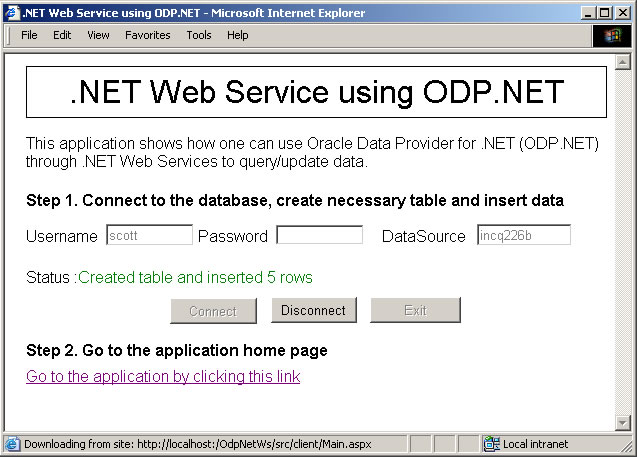 .NET Web Service using ODP.NET - Microsoft Internet Explorer
File Edit View Favorites Tools Help
.NET Web Service using ODP.NET
This application shows how one can use Oracle Data Provider for .NET (ODP.NET)
through .NET Web Services to query/update data.
Step 1. Connect to the database, create necessary table and insert data
Username scott Password DataSource incq226b
Status :Created table and inserted 5 rows
Connect Disconnect Exit
Step 2. Go to the application home page
Go to the application by clicking this link
Downloading from site: http://localhost:/OdpNetWs/src/client/Main.aspx Local intranet